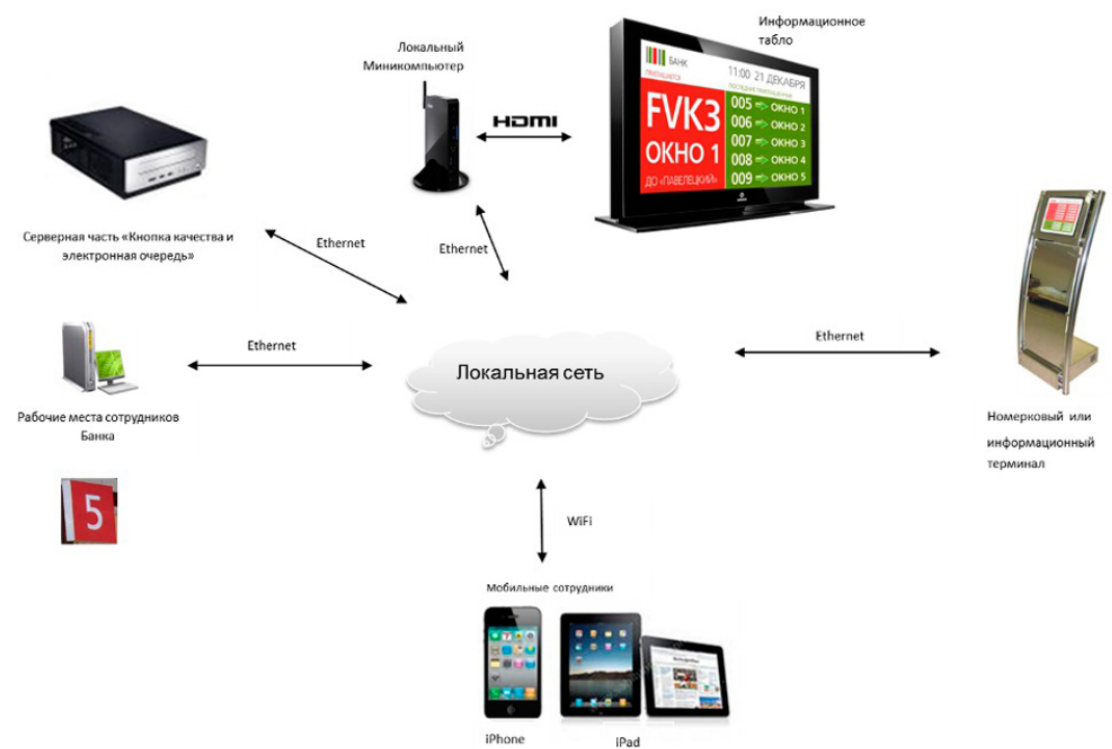 Информационное
табло
Локальный
Миникомпьютер
HDMI
БАНК
11:00 21 ДЕКАБРЯ
ПРИГЛАШАЕТСЯ
FVK3
ОКНО 1
ДО «ПАВЕЛЕЦКИЙ»
005 ⇨ ОКНО 1
006 ⇨ ОКНО 2
007 ⇨ ОКНО 3
008 ⇨ ОКНО 4
009 ⇨ ОКНО 5
Серверная часть «Кнопка качества и
электронная очередь»
Ethernet
Ethernet
Ethernet
Ethernet
Локальная сеть
Рабочие места сотрудников
Банка
5
Номерковый или
информационный
терминал
WiFi
Мобильные сотрудники
iPhone
iPad